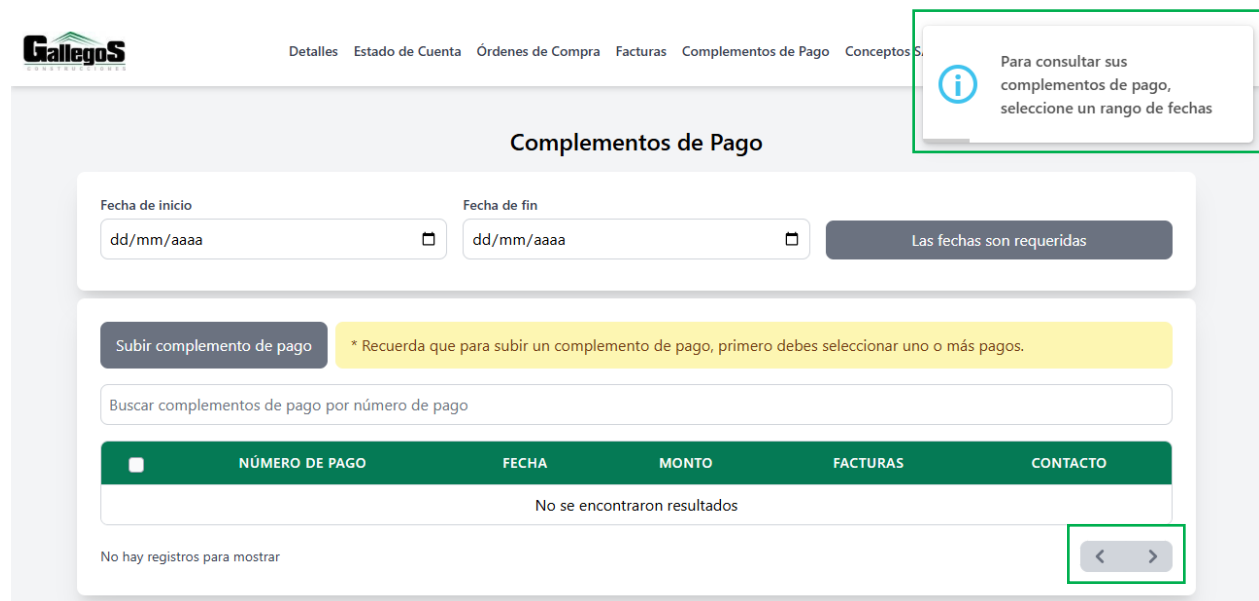 GallegoS
CONSTRUCCIONES
Detalles Estado de Cuenta Órdenes de Compra Facturas Complementos de Pago Conceptos S
Para consultar sus
complementos de pago,
seleccione un rango de fechas
Complementos de Pago
Fecha de inicio
Fecha de fin
dd/mm/aaaa
dd/mm/aaaa
Las fechas son requeridas
Subir complemento de pago
* Recuerda que para subir un complemento de pago, primero debes seleccionar uno o más pagos.
Buscar complementos de pago por número de pago
NÚMERO DE PAGO FECHA MONTO FACTURAS CONTACTO
No se encontraron resultados
No hay registros para mostrar